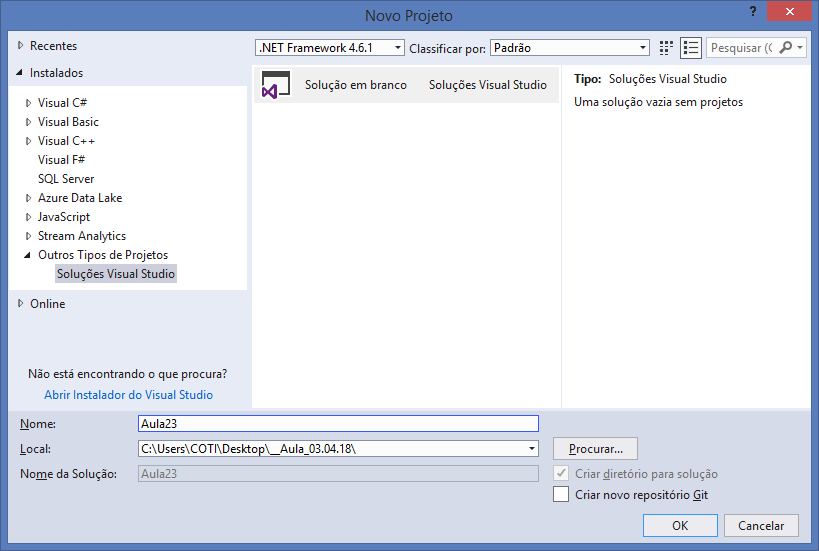 Novo Projeto
?
Recentes
Instalados
Visual C#
Visual Basic
Visual C++
Visual F#
SQL Server
Azure Data Lake
JavaScript
Stream Analytics
Outros Tipos de Projetos
Soluções Visual Studio
Online
Não está encontrando o que procura?
Abrir Instalador do Visual Studio
.NET Framework 4.6.1 Classificar por: Padrão
Solução em branco Soluções Visual Studio
Pesquisar (C
Tipo: Soluções Visual Studio
Uma solução vazia sem projetos
Nome: Aula23
Local: C:\Users\COTI\Desktop\__Aula_03.04.18\ Procurar...
Nome da Solução: Aula23
Criar diretório para solução
Criar novo repositório Git
OK Cancelar